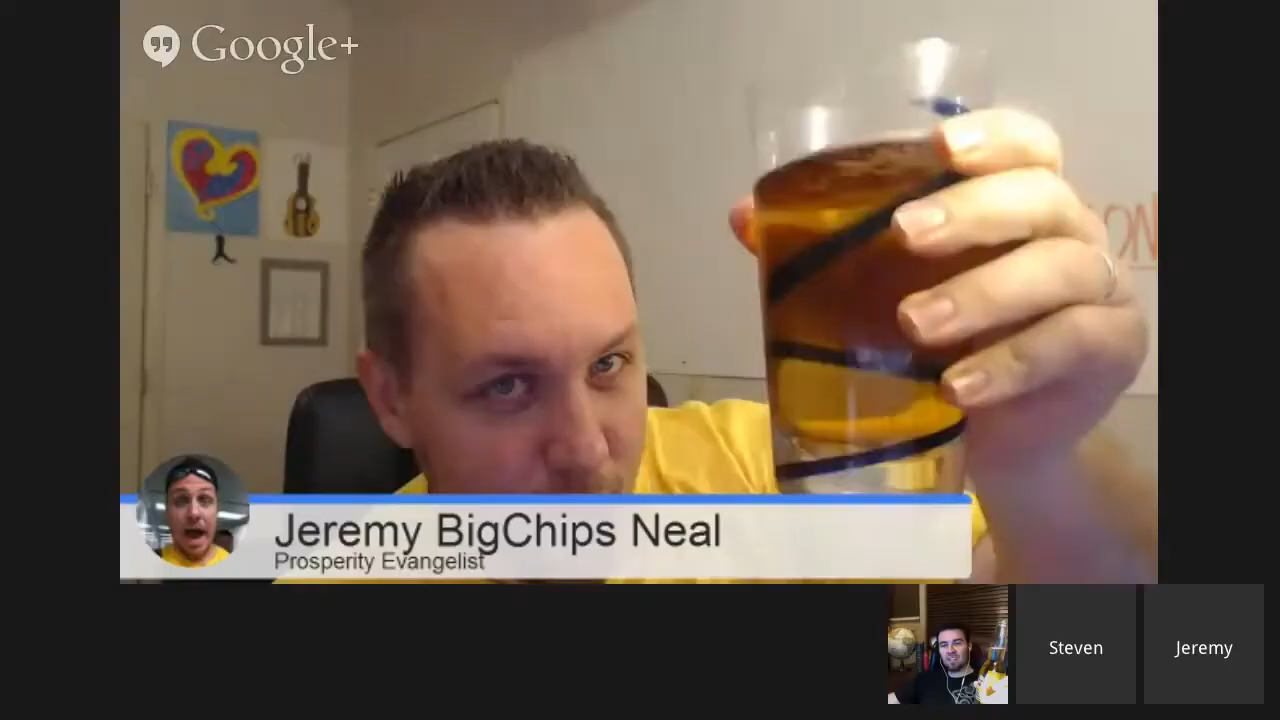 Google+
Jeremy BigChips Neal
Prosperity Evangelist
Steven
Jeremy